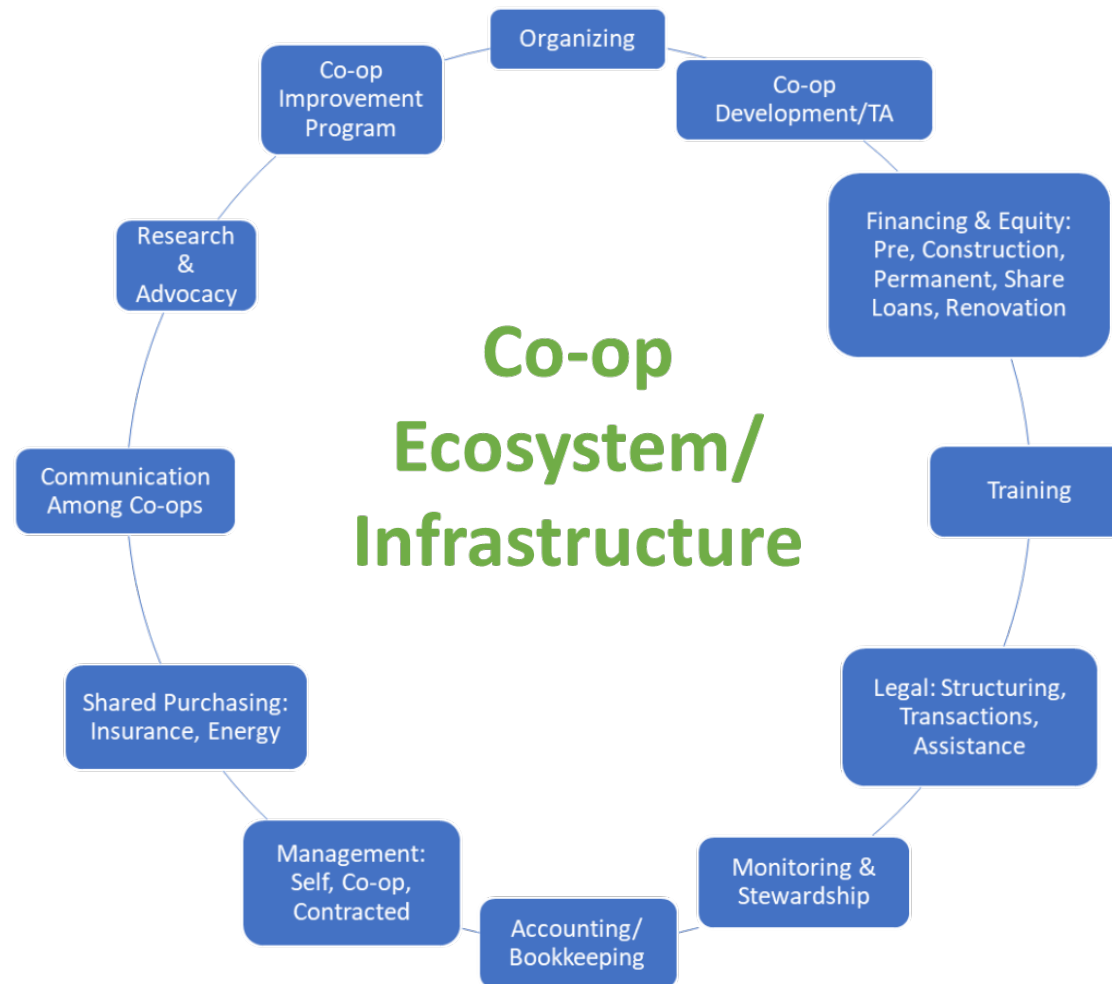 Organizing
Co-op
Development/TA
Financing & Equity:
Pre, Construction,
Permanent, Share
Loans, Renovation
Training
Legal: Structuring,
Transactions,
Assistance
Monitoring &
Stewardship
Accounting/
Bookkeeping
Management:
Self, Co-op,
Contracted
Shared Purchasing:
Insurance, Energy
Communication
Among Co-ops
Research
&
Advocacy
Co-op
Improvement
Program
Co-op
Ecosystem/
Infrastructure